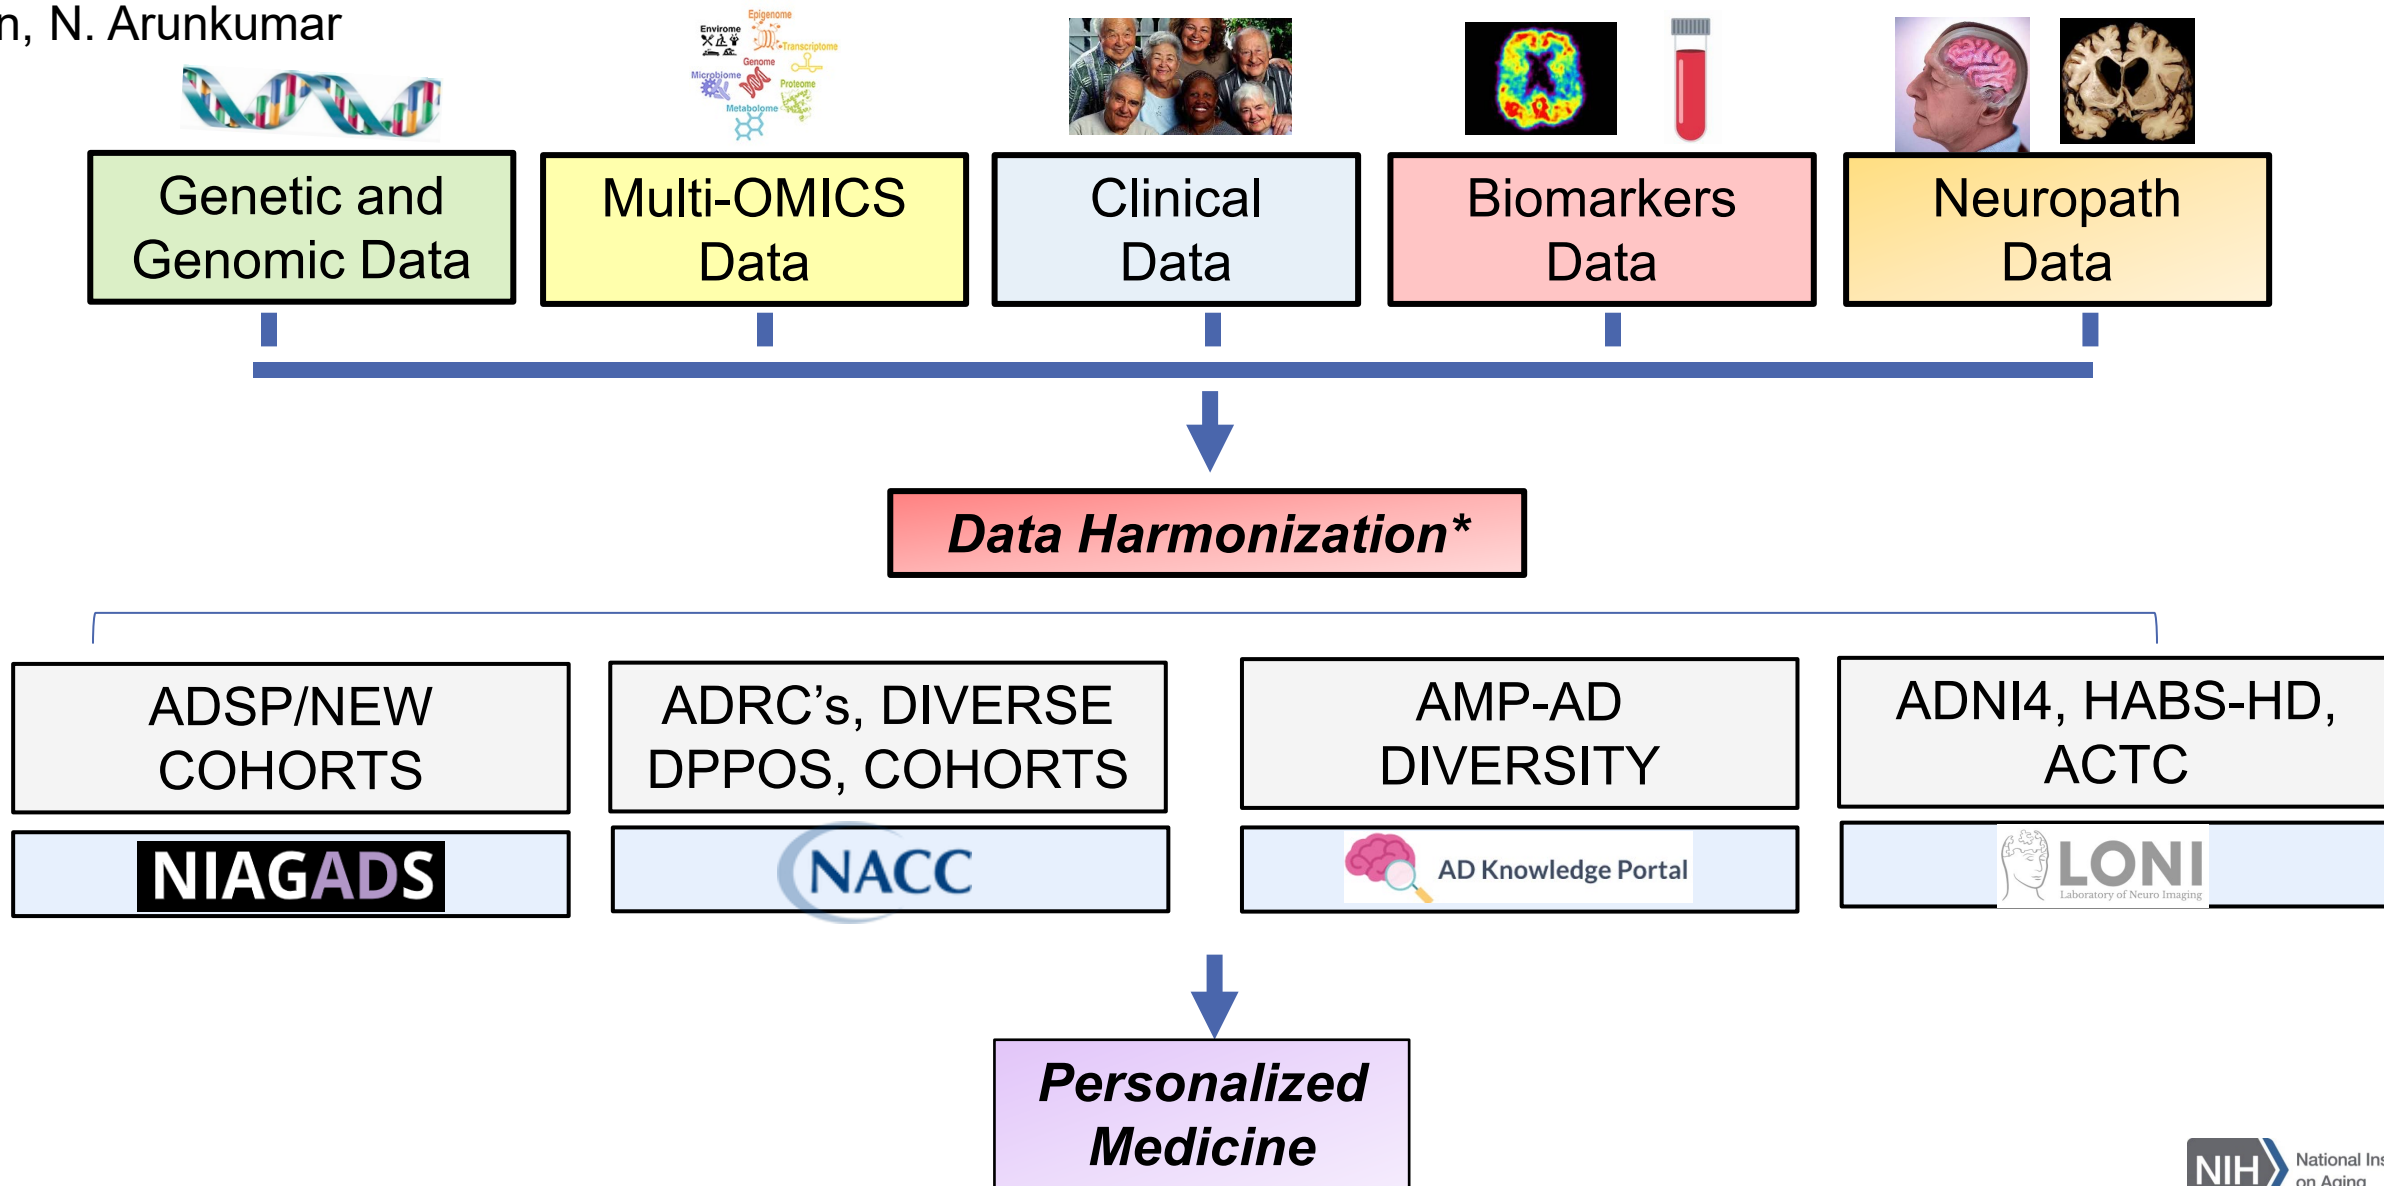 n, N. Arunkumar
Epigenome
Envirome
Transcriptome
Genome
Microbiome
Proteome
Metabolome
Genetic and
Genomic Data
Multi-OMICS
Data
Clinical
Data
Biomarkers
Data
Neuropath
Data
Data Harmonization*
ADSP/NEW
COHORTS
ADRC’s, DIVERSE
DPPOS, COHORTS
AMP-AD
DIVERSITY
ADNI4, HABS-HD,
ACTC
NIAGADS
NACC
AD Knowledge Portal
LONI
Laboratory of Neuro Imaging
Personalized
Medicine
NIH
National Ins
on Aging